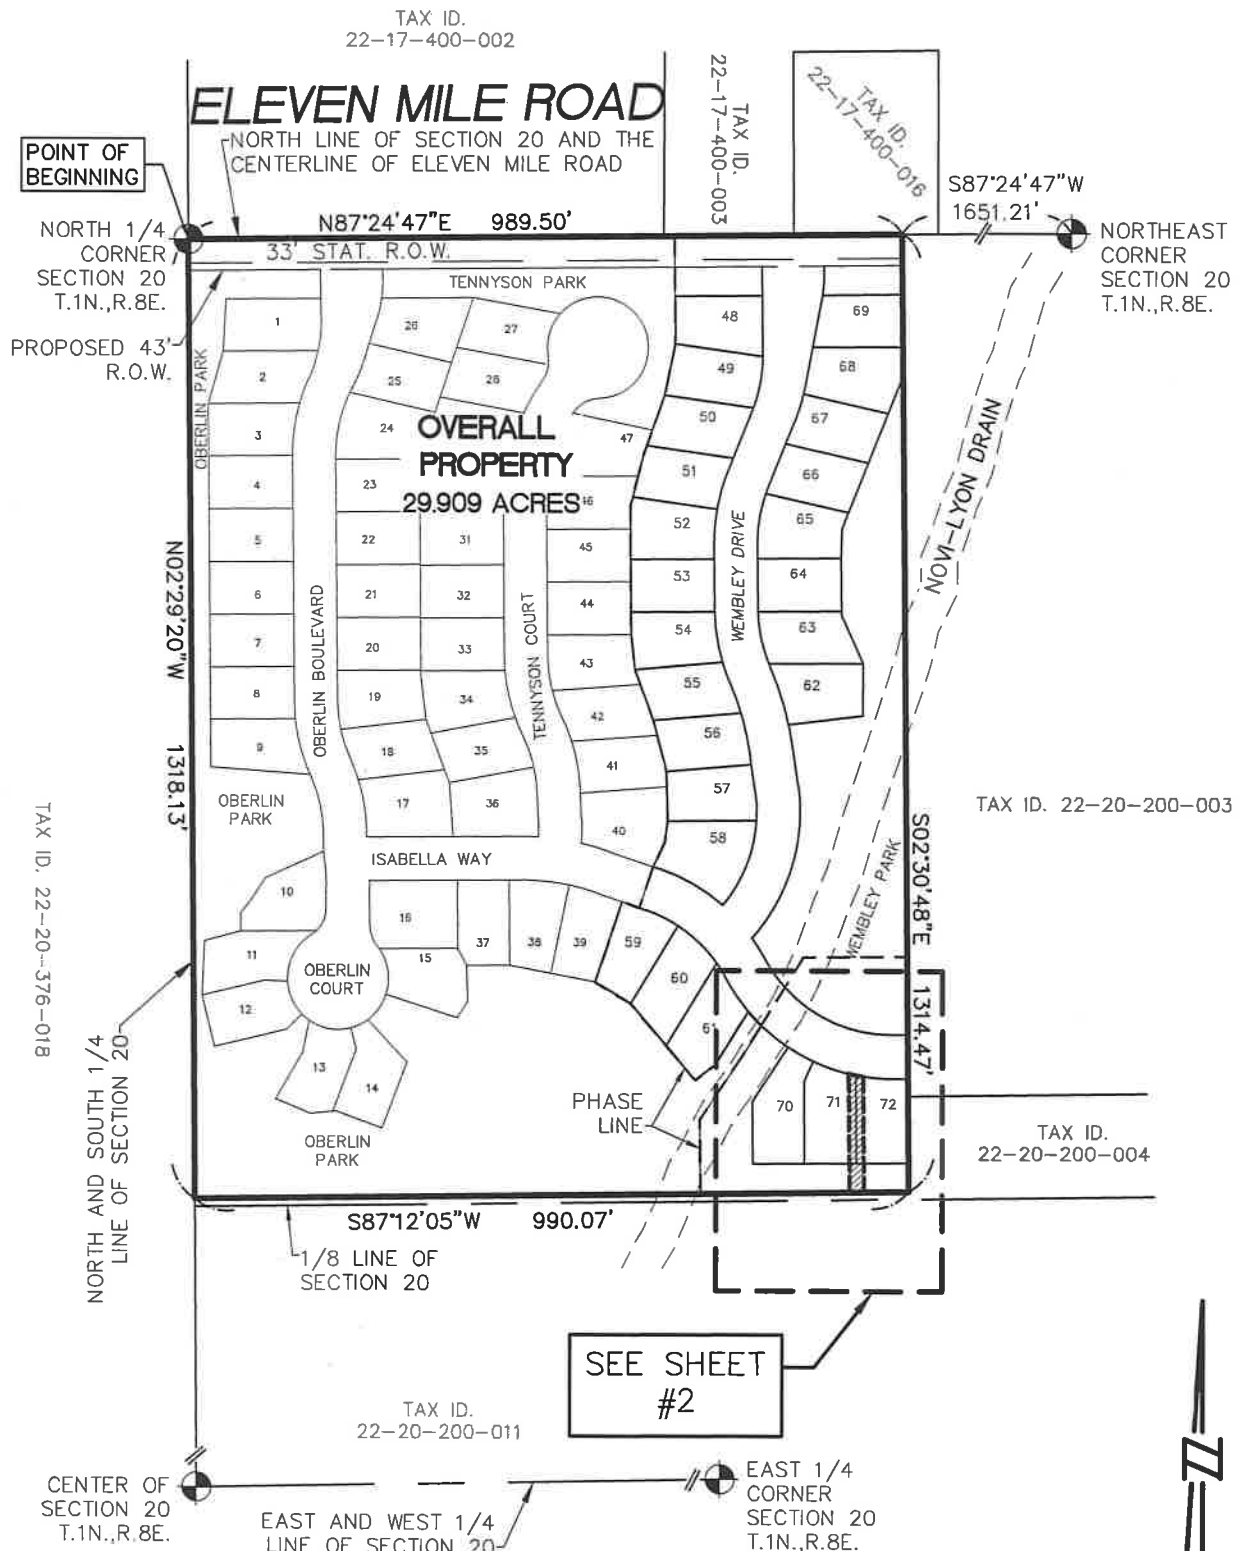 TAX ID.
22-17-400-002
ELEVEN MILE ROAD
NORTH LINE OF SECTION 20 AND THE
CENTERLINE OF ELEVEN MILE ROAD
TAX ID.
22-17-400-003
TAX ID.
22-17-400-016
POINT OF
BEGINNING
S87°24'47"W
1651.21'
N87°24'47"E 989.50'
NORTH 1/4
CORNER
SECTION 20
T.1N.,R.8E.
NORTHEAST
CORNER
SECTION 20
T.1N.,R.8E.
33' STAT. R.O.W.
TENNYSON PARK
PROPOSED 43'
R.O.W.
OBERLIN PARK
1
26
27
48
69
2
25
28
49
68
3
24
47
50
67
OVERALL
PROPERTY
29.909 ACRES
46
4
23
51
66
5
22
31
45
52
65
6
21
32
44
53
64
7
20
33
43
54
63
8
19
34
42
55
62
9
18
35
41
56
17
36
40
57
58
OBERLIN BOULEVARD
TENNYSON COURT
WEMBLEY DRIVE
NOVI-LYON DRAIN
N02°29'20"W 1318.13'
OBERLIN
PARK
ISABELLA WAY
TAX ID. 22-20-200-003
S02°30'48"E 1314.47'
WEMBLEY PARK
TAX ID. 22-20-376-018
10
16
37
38
39
59
11
15
60
OBERLIN
COURT
12
61
13
14
70
71
72
NORTH AND SOUTH 1/4
LINE OF SECTION 20
PHASE
LINE
OBERLIN
PARK
TAX ID.
22-20-200-004
S87°12'05"W 990.07'
1/8 LINE OF
SECTION 20
SEE SHEET
#2
TAX ID.
22-20-200-011
CENTER OF
SECTION 20
T.1N.,R.8E.
EAST AND WEST 1/4
LINE OF SECTION 20
EAST 1/4
CORNER
SECTION 20
T.1N.,R.8E.
N